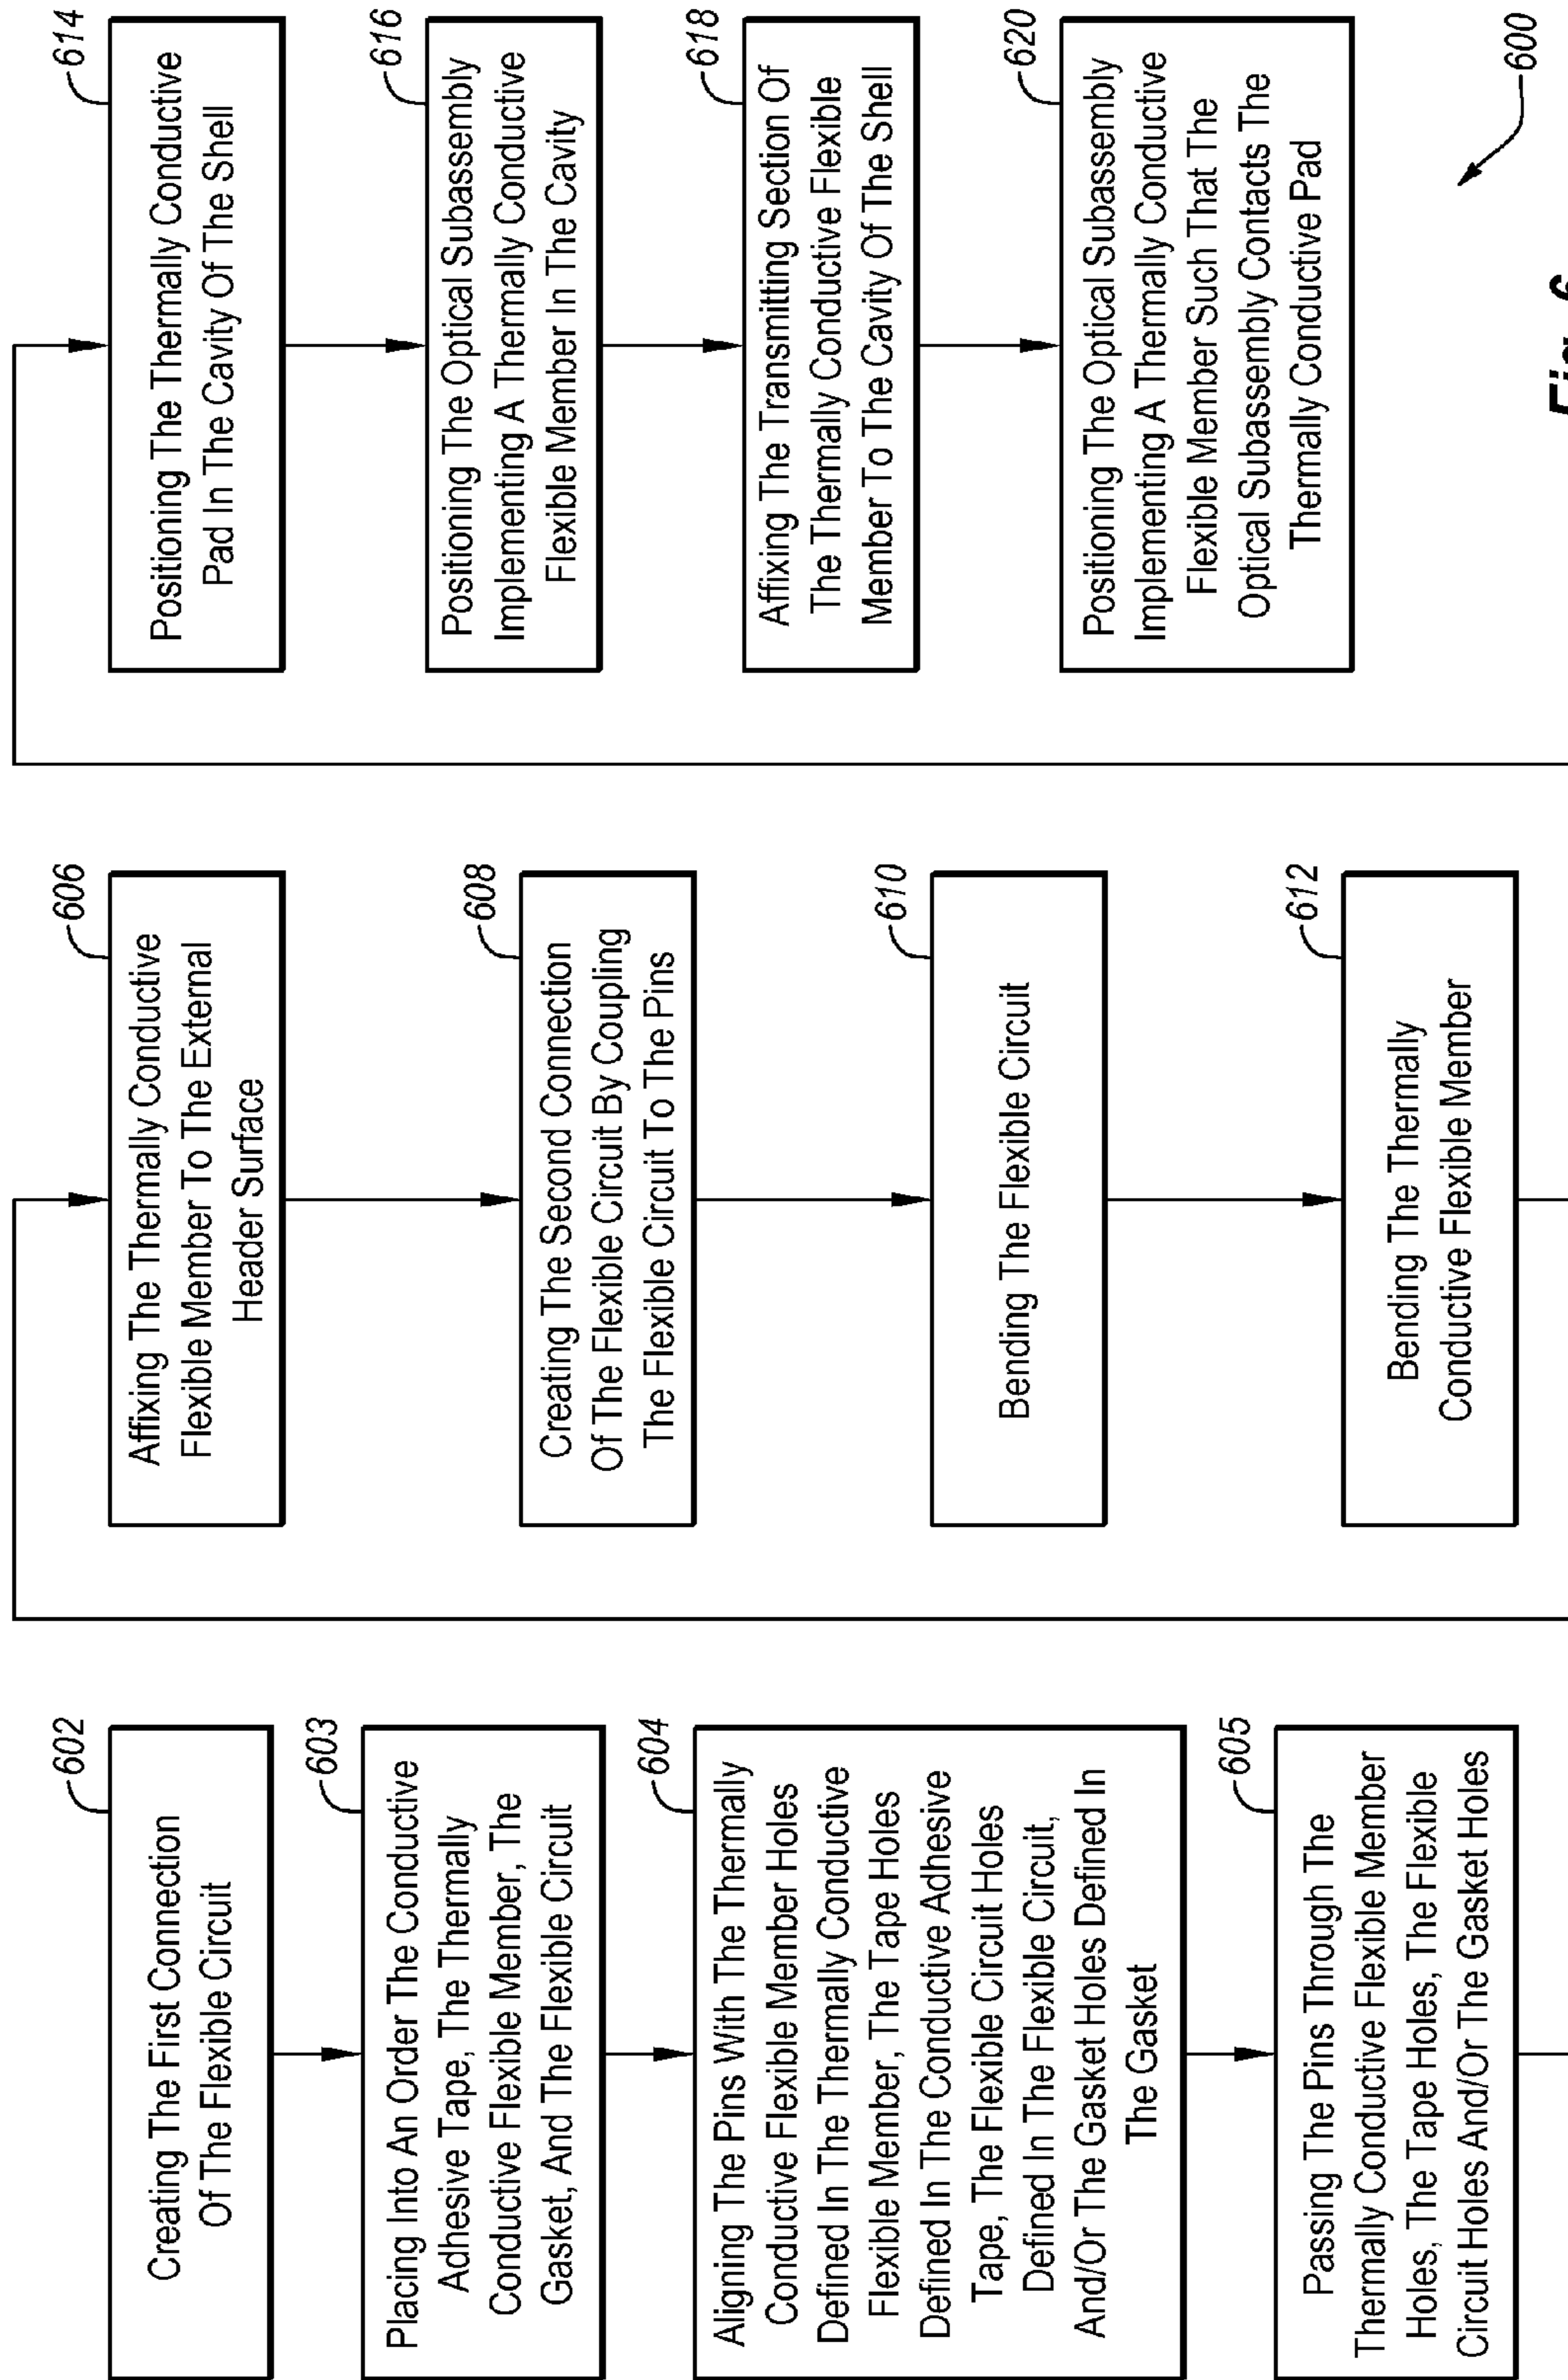 602
Creating The First Connection
Of The Flexible Circuit
603
Placing Into An Order The Conductive
Adhesive Tape, The Thermally
Conductive Flexible Member, The
Gasket, And The Flexible Circuit
604
Aligning The Pins With The Thermally
Conductive Flexible Member Holes
Defined In The Thermally Conductive
Flexible Member, The Tape Holes
Defined In The Conductive Adhesive
Tape, The Flexible Circuit Holes
Defined In The Flexible Circuit,
And/Or The Gasket Holes Defined In
The Gasket
605
Passing The Pins Through The
Thermally Conductive Flexible Member
Holes, The Tape Holes, The Flexible
Circuit Holes And/Or The Gasket Holes
606
Affixing The Thermally Conductive
Flexible Member To The External
Header Surface
608
Creating The Second Connection
Of The Flexible Circuit By Coupling
The Flexible Circuit To The Pins
610
Bending The Flexible Circuit
612
Bending The Thermally
Conductive Flexible Member
614
Positioning The Thermally Conductive
Pad In The Cavity Of The Shell
616
Positioning The Optical Subassembly
Implementing A Thermally Conductive
Flexible Member In The Cavity
618
Affixing The Transmitting Section Of
The Thermally Conductive Flexible
Member To The Cavity Of The Shell
620
Positioning The Optical Subassembly
Implementing A Thermally Conductive
Flexible Member Such That The
Optical Subassembly Contacts The
Thermally Conductive Pad
600
Fig. 6